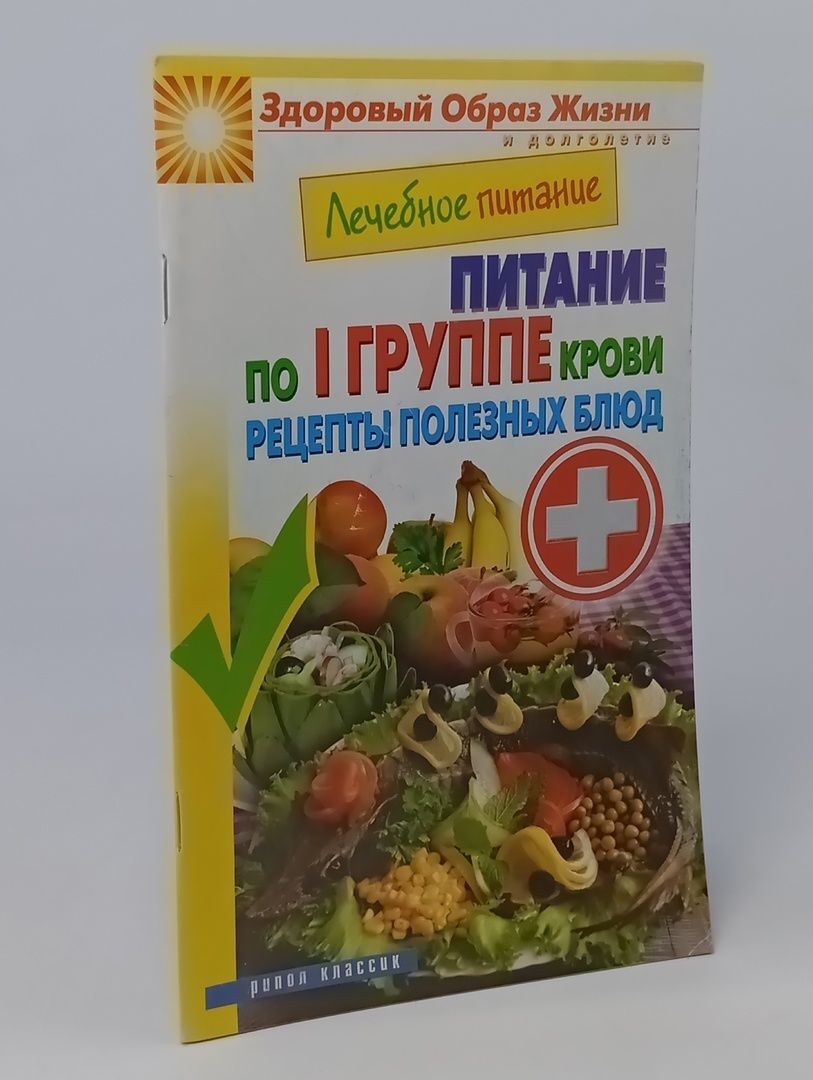 Здоровый Образ Жизни
и долголетие
Лечебное питание
ПИТАНИЕ
ПО I ГРУППЕ КРОВИ
РЕЦЕПТЫ ПОЛЕЗНЫХ БЛЮД
РИПОЛ КЛАССИК